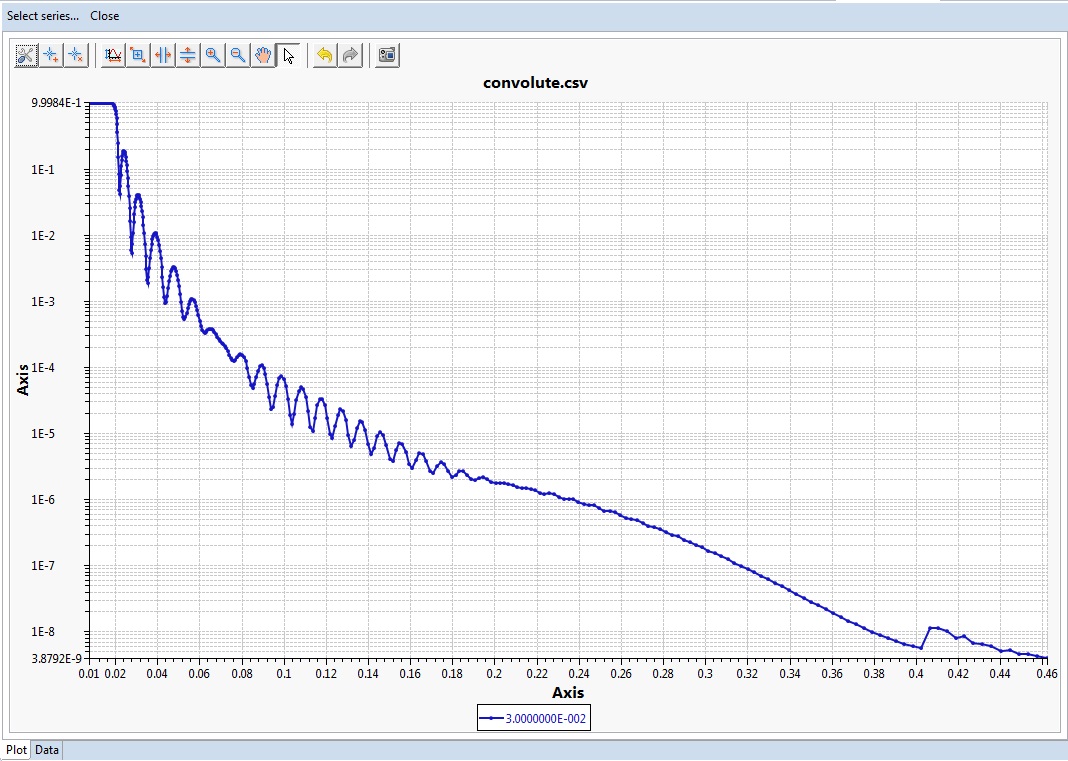 Select series... Close
convolute.csv
9.9984E-1
1E-1
1E-2
1E-3
1E-4
1E-5
1E-6
1E-7
1E-8
3.8792E-9
Axis
0.01 0.02 0.04 0.06 0.08 0.1 0.12 0.14 0.16 0.18 0.2 0.22 0.24 0.26 0.28 0.3 0.32 0.34 0.36 0.38 0.4 0.42 0.44 0.46
Axis
3.0000000E-002
Plot Data